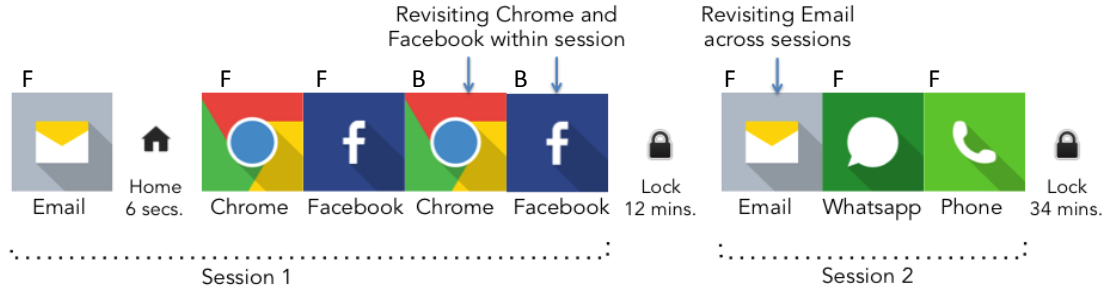 Revisiting Chrome and
Facebook within session
Revisiting Email
across sessions
F
F
F
B
B
F
F
F
f
f
Email
Home
6 secs.
Chrome
Facebook
Chrome
Facebook
Lock
12 mins.
Email
Whatsapp
Phone
Lock
34 mins.
Session 1
Session 2